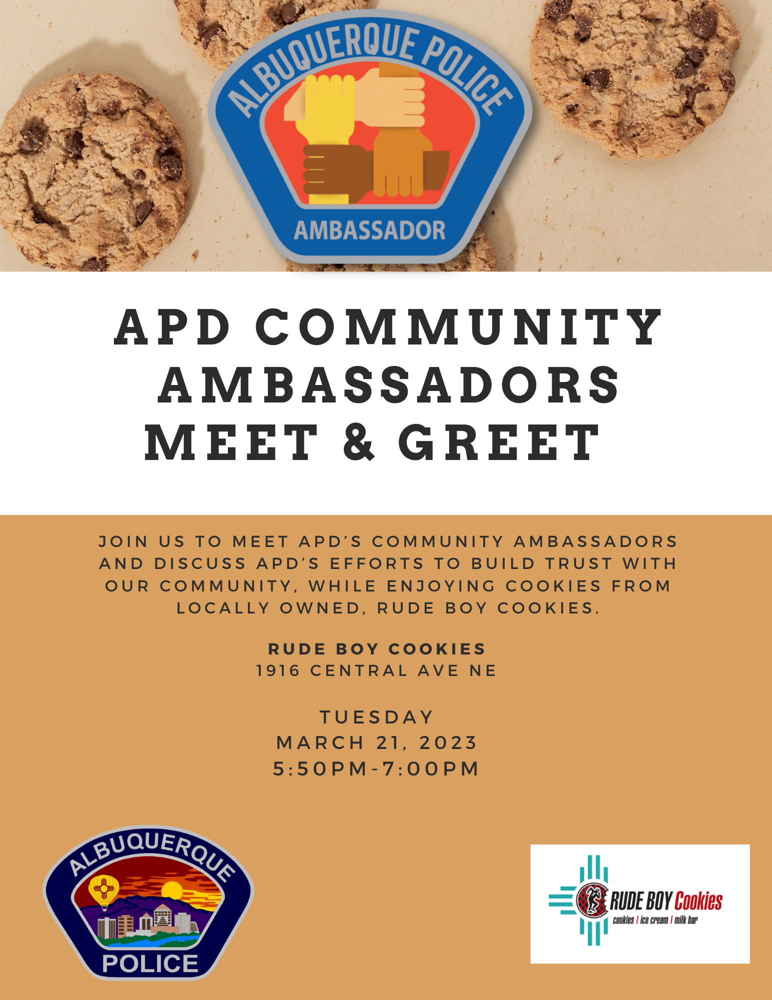 ALBUQUERQUE POLICE
AMBASSADOR
APD COMMUNITY
AMBASSADORS
MEET & GREET
JOIN US TO MEET APD’S COMMUNITY AMBASSADORS
AND DISCUSS APD’S EFFORTS TO BUILD TRUST WITH
OUR COMMUNITY, WHILE ENJOYING COOKIES FROM
LOCALLY OWNED, RUDE BOY COOKIES.
RUDE BOY COOKIES
1916 CENTRAL AVE NE
TUESDAY
MARCH 21, 2023
5:50PM-7:00PM
ALBUQUERQUE
POLICE
RUDE BOY Cookies
cookies | ice cream | milk bar